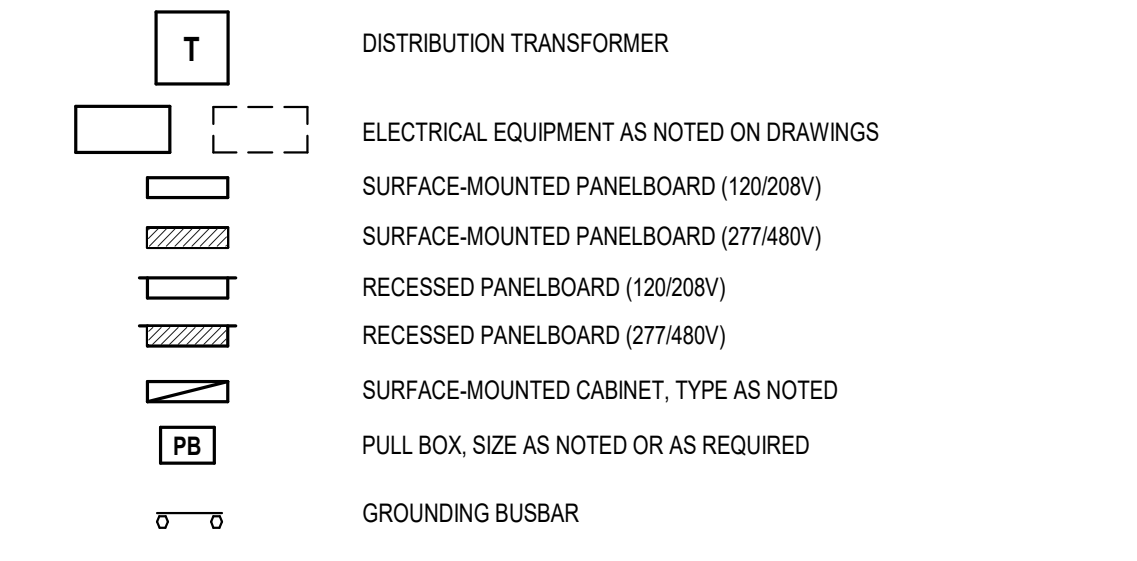 T DISTRIBUTION TRANSFORMER
ELECTRICAL EQUIPMENT AS NOTED ON DRAWINGS
SURFACE-MOUNTED PANELBOARD (120/208V)
SURFACE-MOUNTED PANELBOARD (277/480V)
RECESSED PANELBOARD (120/208V)
RECESSED PANELBOARD (277/480V)
SURFACE-MOUNTED CABINET, TYPE AS NOTED
PB PULL BOX, SIZE AS NOTED OR AS REQUIRED
GROUNDING BUSBAR